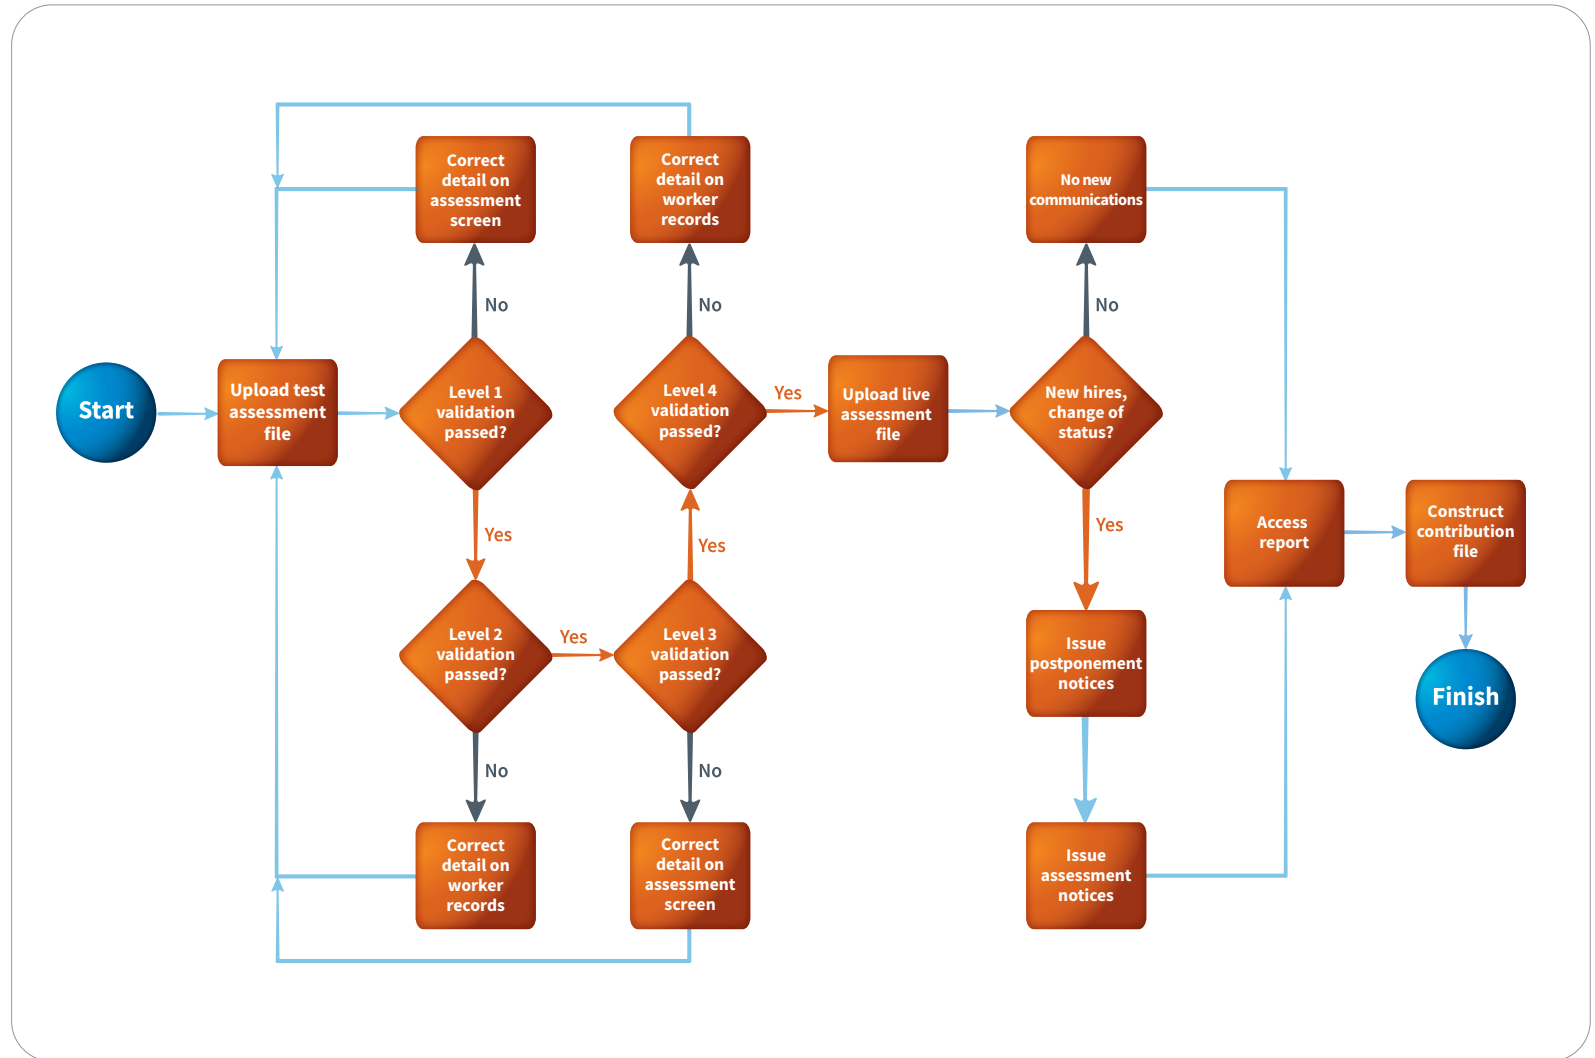 Start
Upload test
assessment
file
Correct
detail on
assessment
screen
No
Level 1
validation
passed?
Yes
Level 2
validation
passed?
No
Correct
detail on
worker
records
Yes
Level 3
validation
passed?
No
Correct
detail on
assessment
screen
Yes
Level 4
validation
passed?
No
Correct
detail on
worker
records
Yes
Upload live
assessment
file
New hires,
change of
status?
No
No new
communications
Yes
Issue
postponement
notices
Issue
assessment
notices
Access
report
Construct
contribution
file
Finish